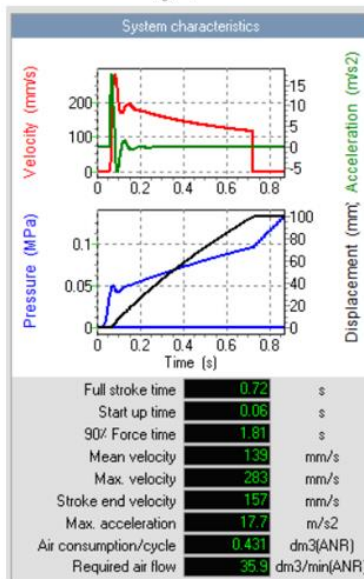 System characteristics
Velocity (mm/s)
Acceleration (m/s2)
200
100
0
15
10
5
0
-5
0 0.2 0.4 0.6 0.8
Pressure (MPa)
Displacement (mm)
0.1
0.05
0
100
80
60
40
20
0
0 0.2 0.4 0.6 0.8
Time (s)
Full stroke time 0.72 s
Start up time 0.06 s
90% Force time 1.81 s
Mean velocity 139 mm/s
Max. velocity 283 mm/s
Stroke end velocity 157 mm/s
Max. acceleration 17.7 m/s2
Air consumption/cycle 0.431 dm3(ANR)
Required air flow 35.9 dm3/min(ANR